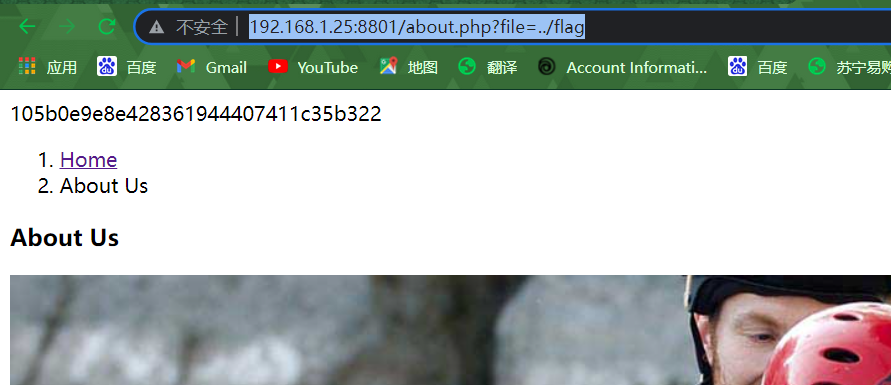 不安全 | 192.168.1.25:8801/about.php?file=../flag
应用 百度 Gmail YouTube 地图 翻译 Account Informati... 百度 苏宁易购
105b0e9e8e428361944407411c35b322
1. Home
2. About Us
About Us